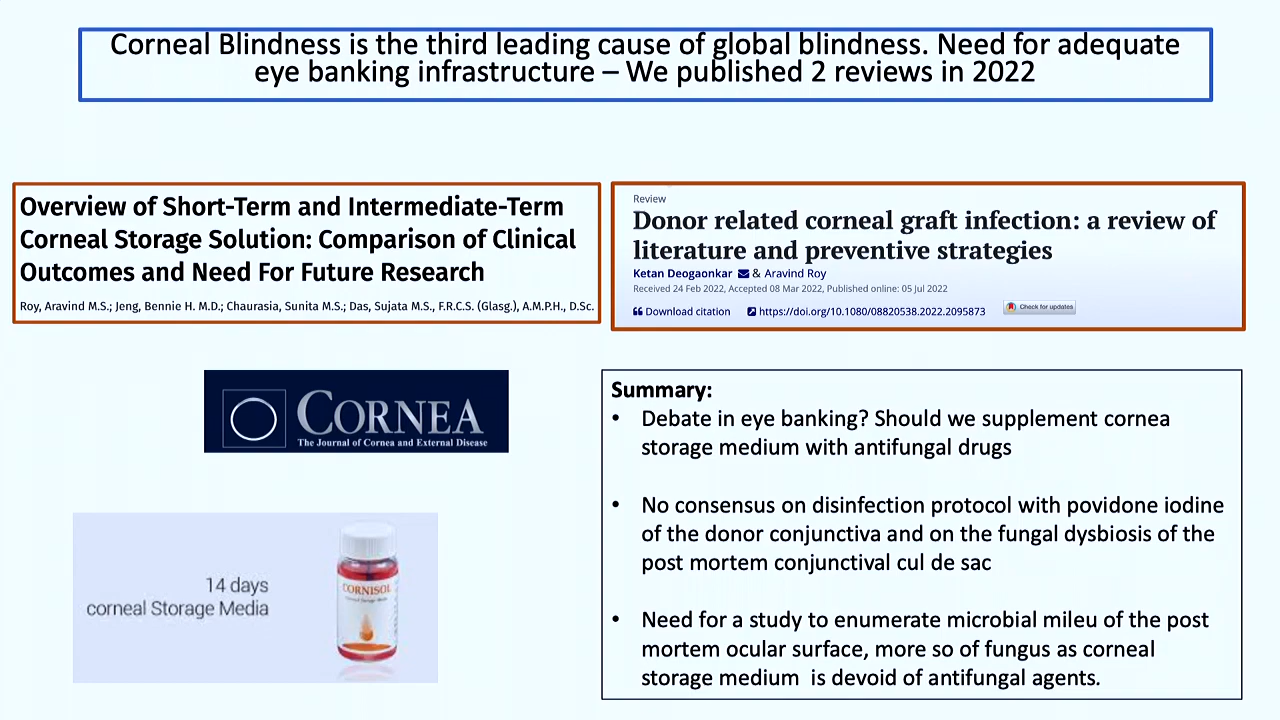 Corneal Blindness is the third leading cause of global blindness. Need for adequate
eye banking infrastructure – We published 2 reviews in 2022
Overview of Short-Term and Intermediate-Term
Corneal Storage Solution: Comparison of Clinical
Outcomes and Need For Future Research
Roy, Aravind M.S.; Jeng, Bennie H. M.D.; Chaurasia, Sunita M.S.; Das, Sujata M.S., F.R.C.S. (Glasg.), A.M.P.H., D.Sc.
Review
Donor related corneal graft infection: a review of
literature and preventive strategies
Ketan Deogaonkar & Aravind Roy
Received 24 Feb 2022, Accepted 08 Mar 2022, Published online: 05 Jul 2022
Download citation https://doi.org/10.1080/08820538.2022.2095873 Check for updates
CORNEA
The Journal of Cornea and External Disease
14 days
corneal Storage Media
CORNISOL
Summary:
• Debate in eye banking? Should we supplement cornea
storage medium with antifungal drugs
• No consensus on disinfection protocol with povidone iodine
of the donor conjunctiva and on the fungal dysbiosis of the
post mortem conjunctival cul de sac
• Need for a study to enumerate microbial mileu of the post
mortem ocular surface, more so of fungus as corneal
storage medium is devoid of antifungal agents.